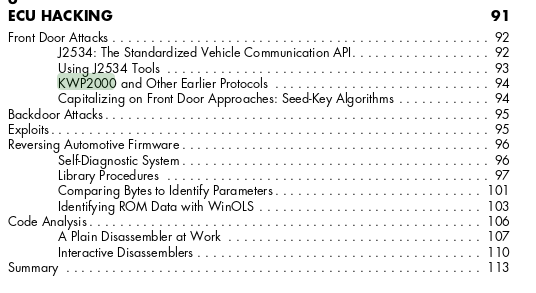 ECU HACKING 91
Front Door Attacks . . . . . . . . . . . . . . . . . . . . . . . . . . . . . . . . . . . . . . . . . . . . 92
J2534: The Standardized Vehicle Communication API. . . . . . . . . . . . . . . . . 92
Using J2534 Tools . . . . . . . . . . . . . . . . . . . . . . . . . . . . . . . . . . . . . . . 93
KWP2000 and Other Earlier Protocols . . . . . . . . . . . . . . . . . . . . . . . . . . 94
Capitalizing on Front Door Approaches: Seed-Key Algorithms . . . . . . . . . . . 94
Backdoor Attacks. . . . . . . . . . . . . . . . . . . . . . . . . . . . . . . . . . . . . . . . . . . . . 95
Exploits. . . . . . . . . . . . . . . . . . . . . . . . . . . . . . . . . . . . . . . . . . . . . . . . . . . . 95
Reversing Automotive Firmware. . . . . . . . . . . . . . . . . . . . . . . . . . . . . . . . . . . 96
Self-Diagnostic System. . . . . . . . . . . . . . . . . . . . . . . . . . . . . . . . . . . . 96
Library Procedures . . . . . . . . . . . . . . . . . . . . . . . . . . . . . . . . . . . . . . . 97
Comparing Bytes to Identify Parameters. . . . . . . . . . . . . . . . . . . . . . . . . 101
Identifying ROM Data with WinOLS . . . . . . . . . . . . . . . . . . . . . . . . . . . 103
Code Analysis. . . . . . . . . . . . . . . . . . . . . . . . . . . . . . . . . . . . . . . . . . . . . . 106
A Plain Disassembler at Work . . . . . . . . . . . . . . . . . . . . . . . . . . . . . . . 107
Interactive Disassemblers . . . . . . . . . . . . . . . . . . . . . . . . . . . . . . . . . . 110
Summary . . . . . . . . . . . . . . . . . . . . . . . . . . . . . . . . . . . . . . . . . . . . . . . . . 113